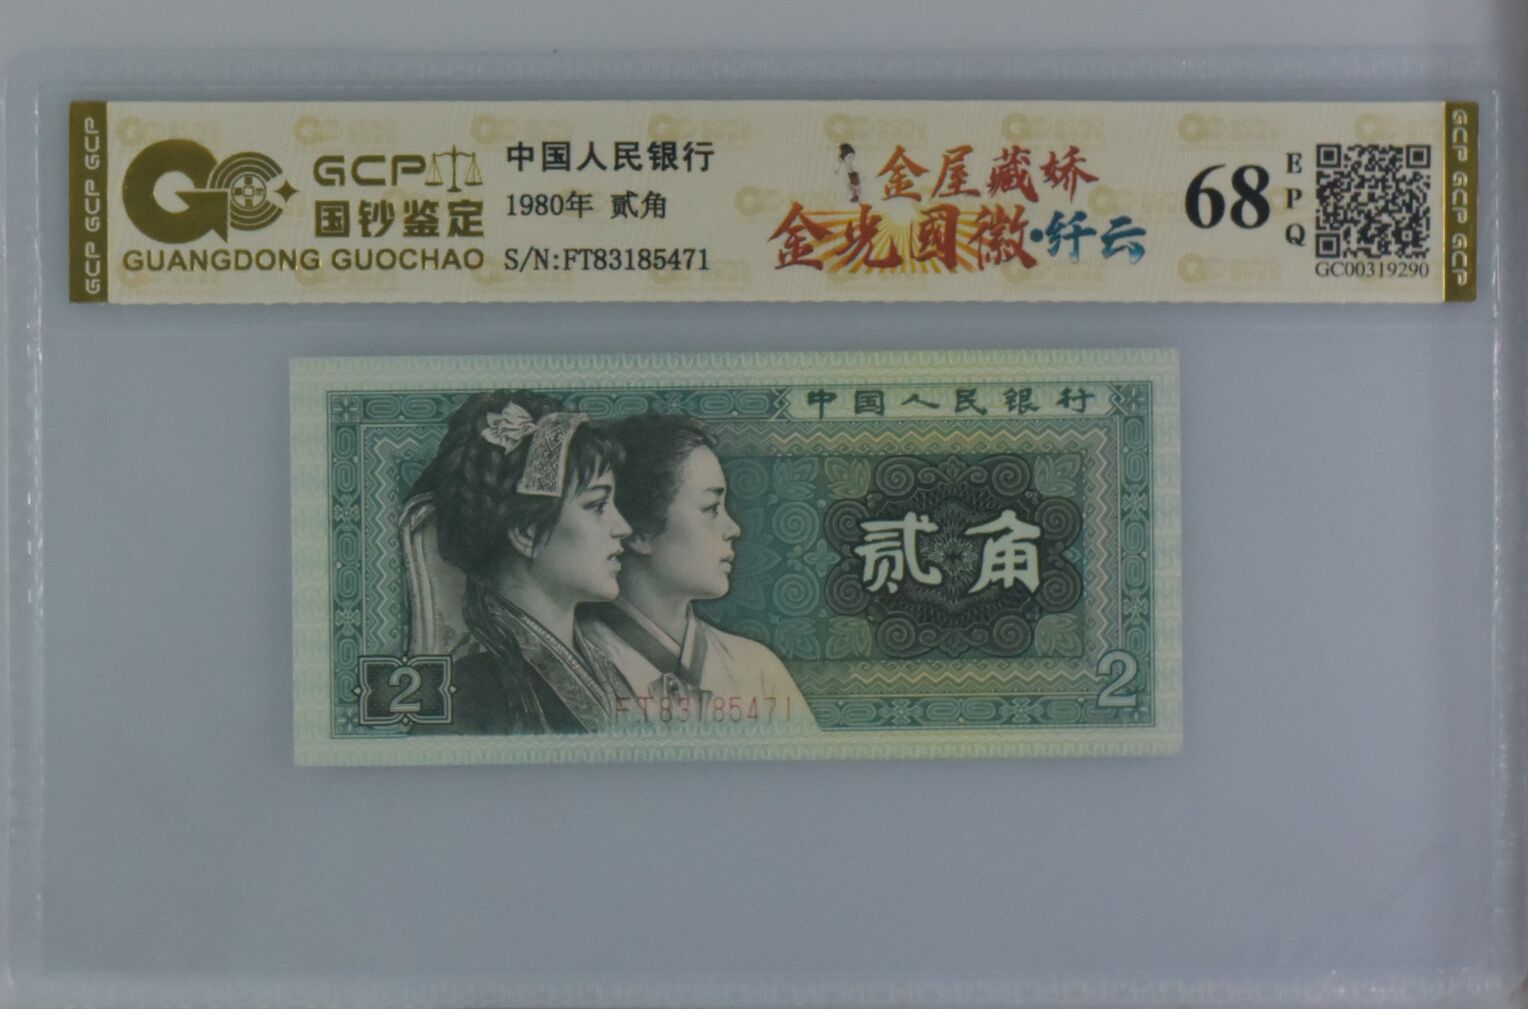 GCP GCP GCP
GCP
国钞鉴定
GUANGDONG GUOCHAO
中国人民银行
1980年 贰角
S/N:FT83185471
金屋藏娇
金光國徽·纤云
68
EPQ
GC00319290
GCP GCP GCP
中国人民银行
贰角
2
2
FT83185471